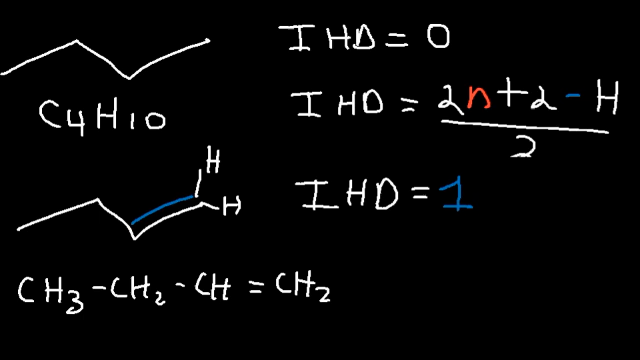 IHD = 0
C4H10
IHD = 2n+2-H
2
H
H
IHD = 1
CH3-CH2-CH=CH2